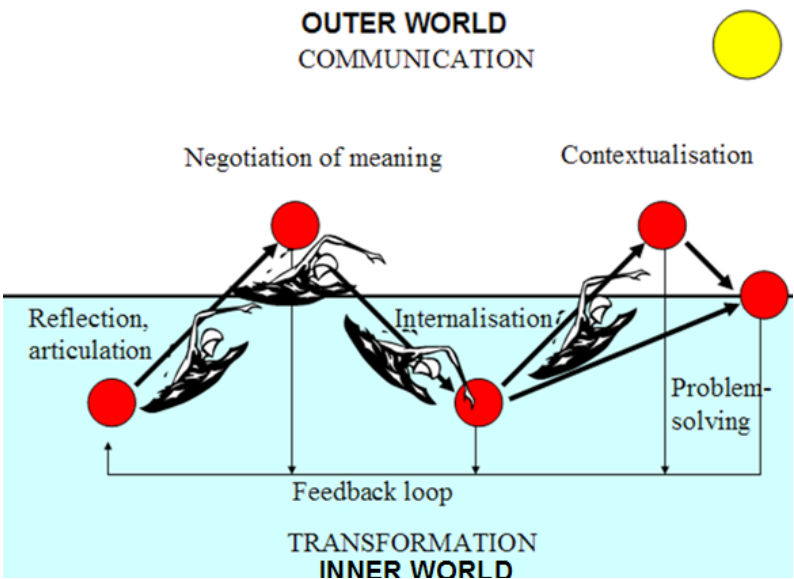 OUTER WORLD
COMMUNICATION
Negotiation of meaning
Contextualisation
Reflection,
articulation
Internalisation
Problem-
solving
Feedback loop
TRANSFORMATION
INNER WORLD